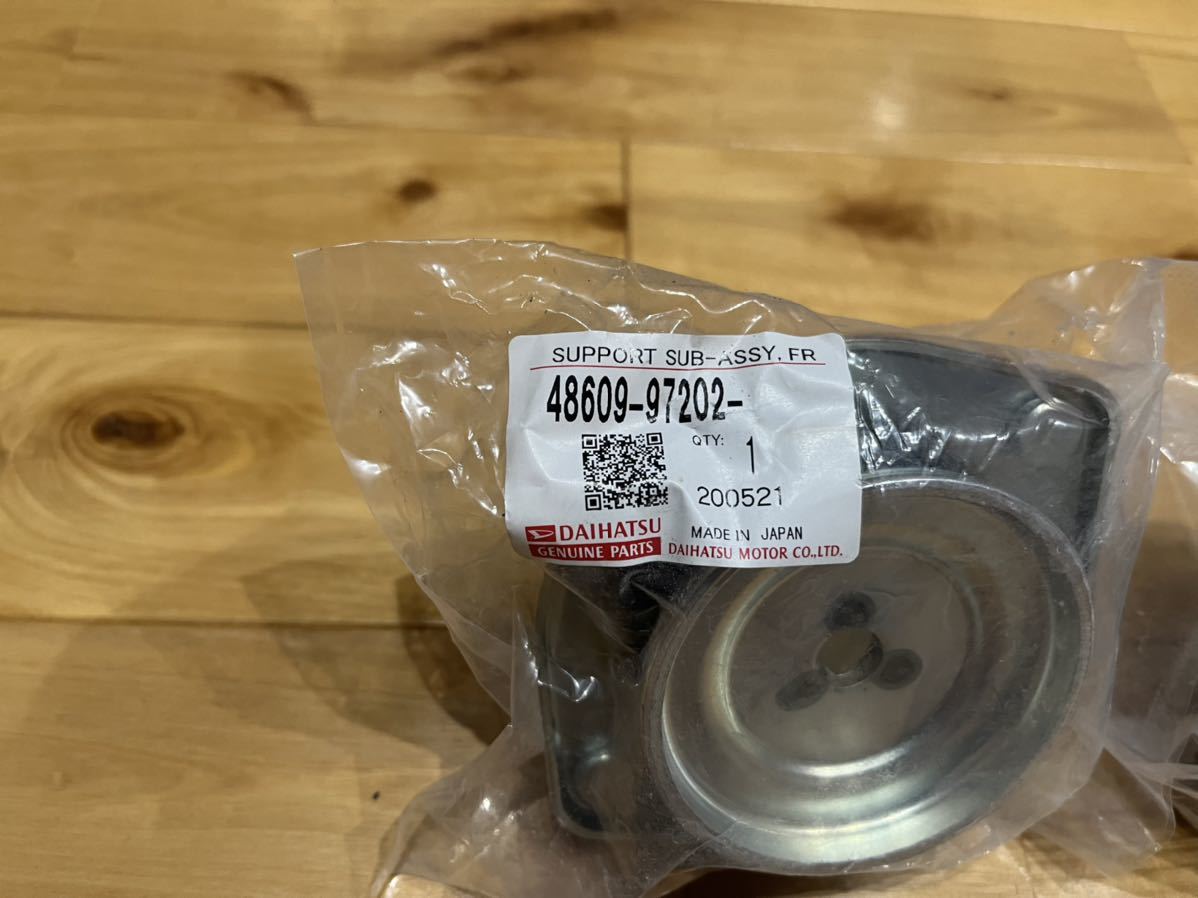 SUPPORT SUB-ASSY, FR
48609-97202-
QTY: 1
200521
DAIHATSU
GENUINE PARTS
MADE IN JAPAN
DAIHATSU MOTOR CO.,LTD.